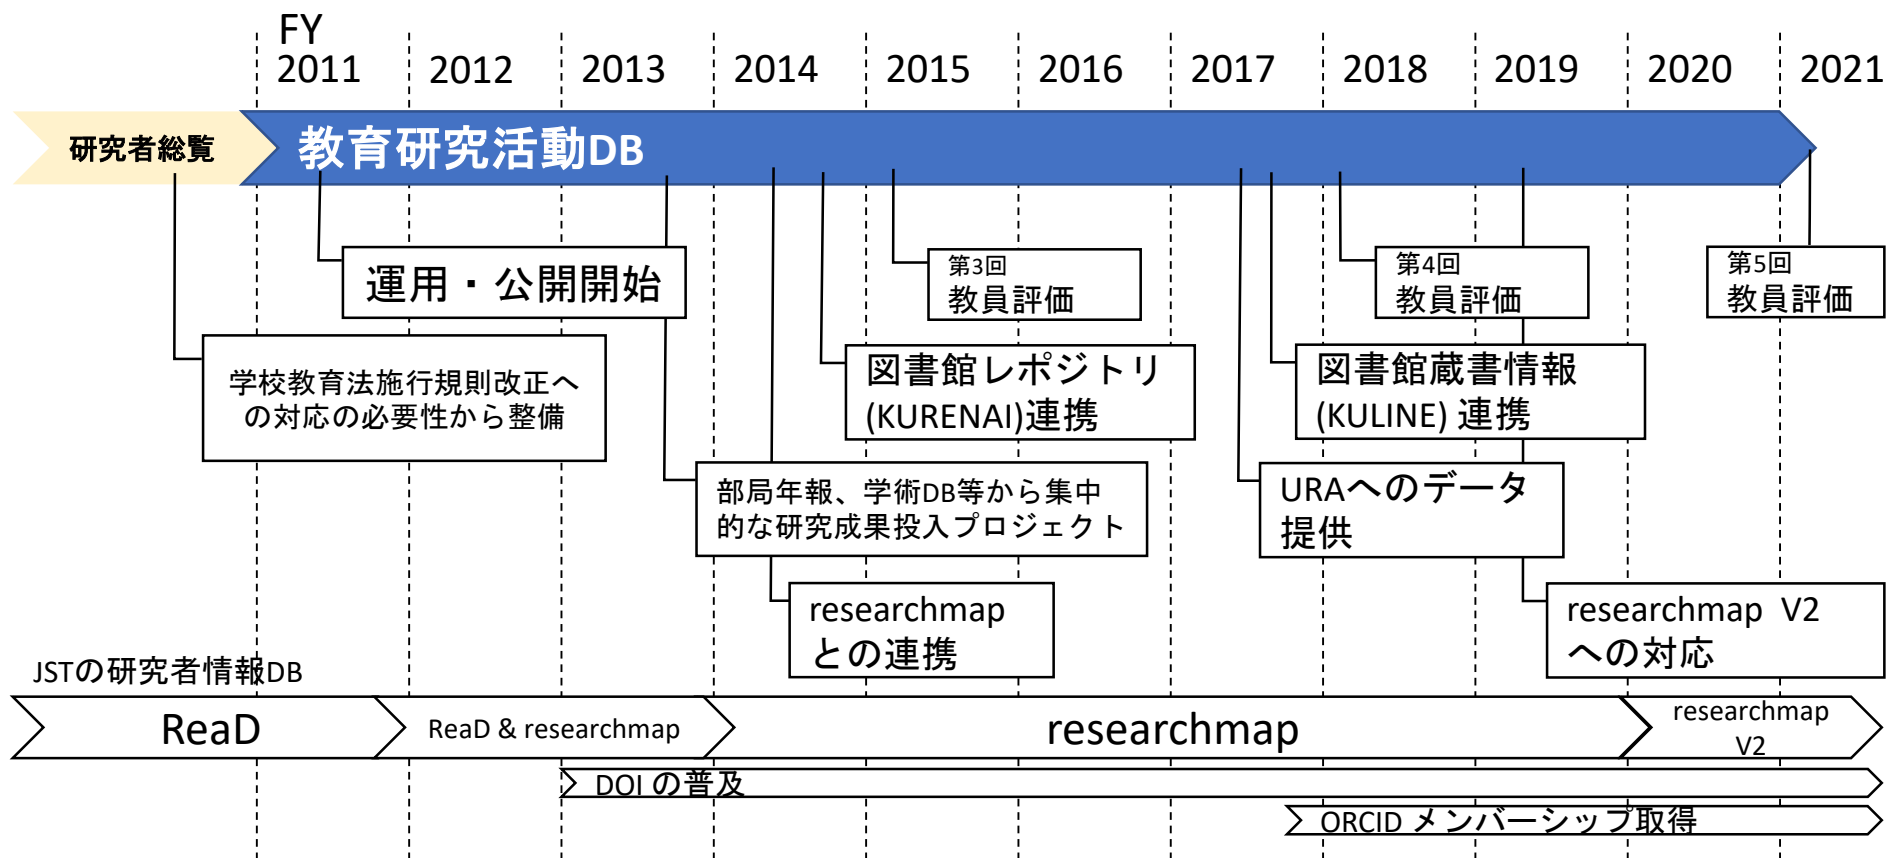 FY
2011 2012 2013 2014 2015 2016 2017 2018 2019 2020 2021
研究者総覧
教育研究活動DB
運用・公開開始
第3回
教員評価
第4回
教員評価
第5回
教員評価
学校教育法施行規則改正へ
の対応の必要性から整備
図書館レポジトリ
(KURENAI)連携
図書館蔵書情報
(KULINE) 連携
部局年報、学術DB等から集中
的な研究成果投入プロジェクト
URAへのデータ
提供
researchmap
との連携
researchmap V2
への対応
JSTの研究者情報DB
ReaD
ReaD & researchmap
researchmap
researchmap
V2
DOI の普及
ORCID メンバーシップ取得